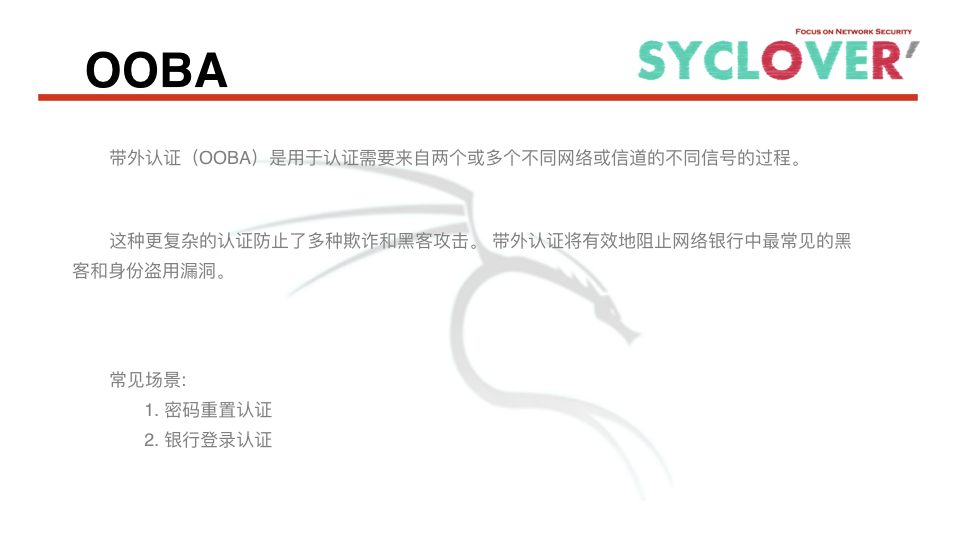 FOCUS ON NETWORK SECURITY
SYCLOVER'
OOBA
带外认证（OOBA）是用于认证需要来自两个或多个不同网络或信道的不同信号的过程。
这种更复杂的认证防止了多种欺诈和黑客攻击。 带外认证将有效地阻止网络银行中最常见的黑
客和身份盗用漏洞。
常见场景:
1. 密码重置认证
2. 银行登录认证